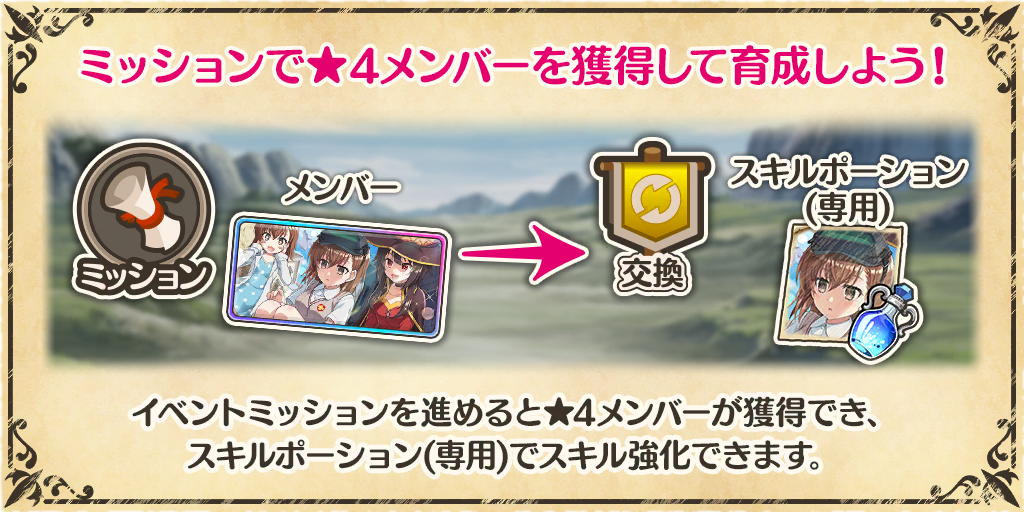 ミッションで★4メンバーを獲得して育成しよう！
メンバー
ミッション
交換
スキルポーション
(専用)
イベントミッションを進めると★4メンバーが獲得でき、
スキルポーション(専用)でスキル強化できます。